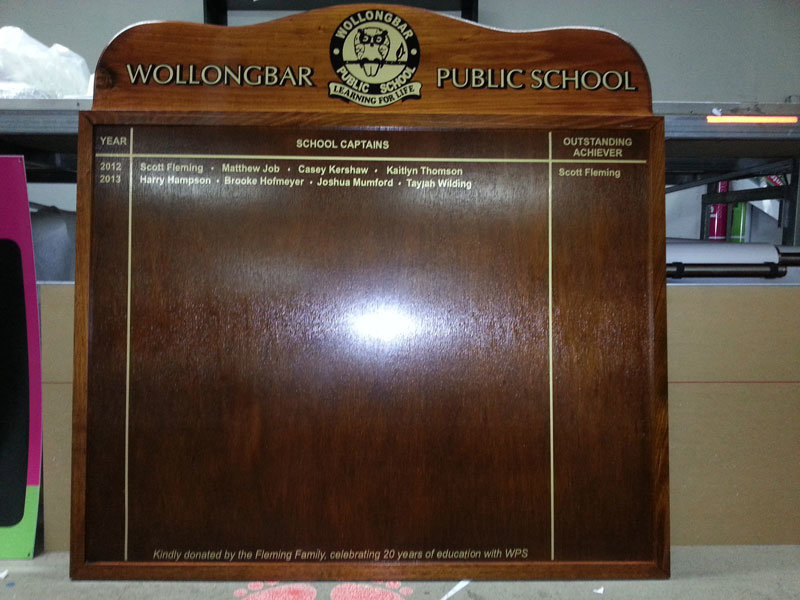 WOLLONGBAR
PUBLIC SCHOOL
LEARNING FOR LIFE
WOLLONGBAR PUBLIC SCHOOL
YEAR SCHOOL CAPTAINS OUTSTANDING
ACHIEVER
2012 Scott Fleming • Matthew Job • Casey Kershaw • Kaitlyn Thomson Scott Fleming
2013 Harry Hampson • Brooke Hofmeyer • Joshua Mumford • Tayjah Wilding
Kindly donated by the Fleming Family, celebrating 20 years of education with WPS